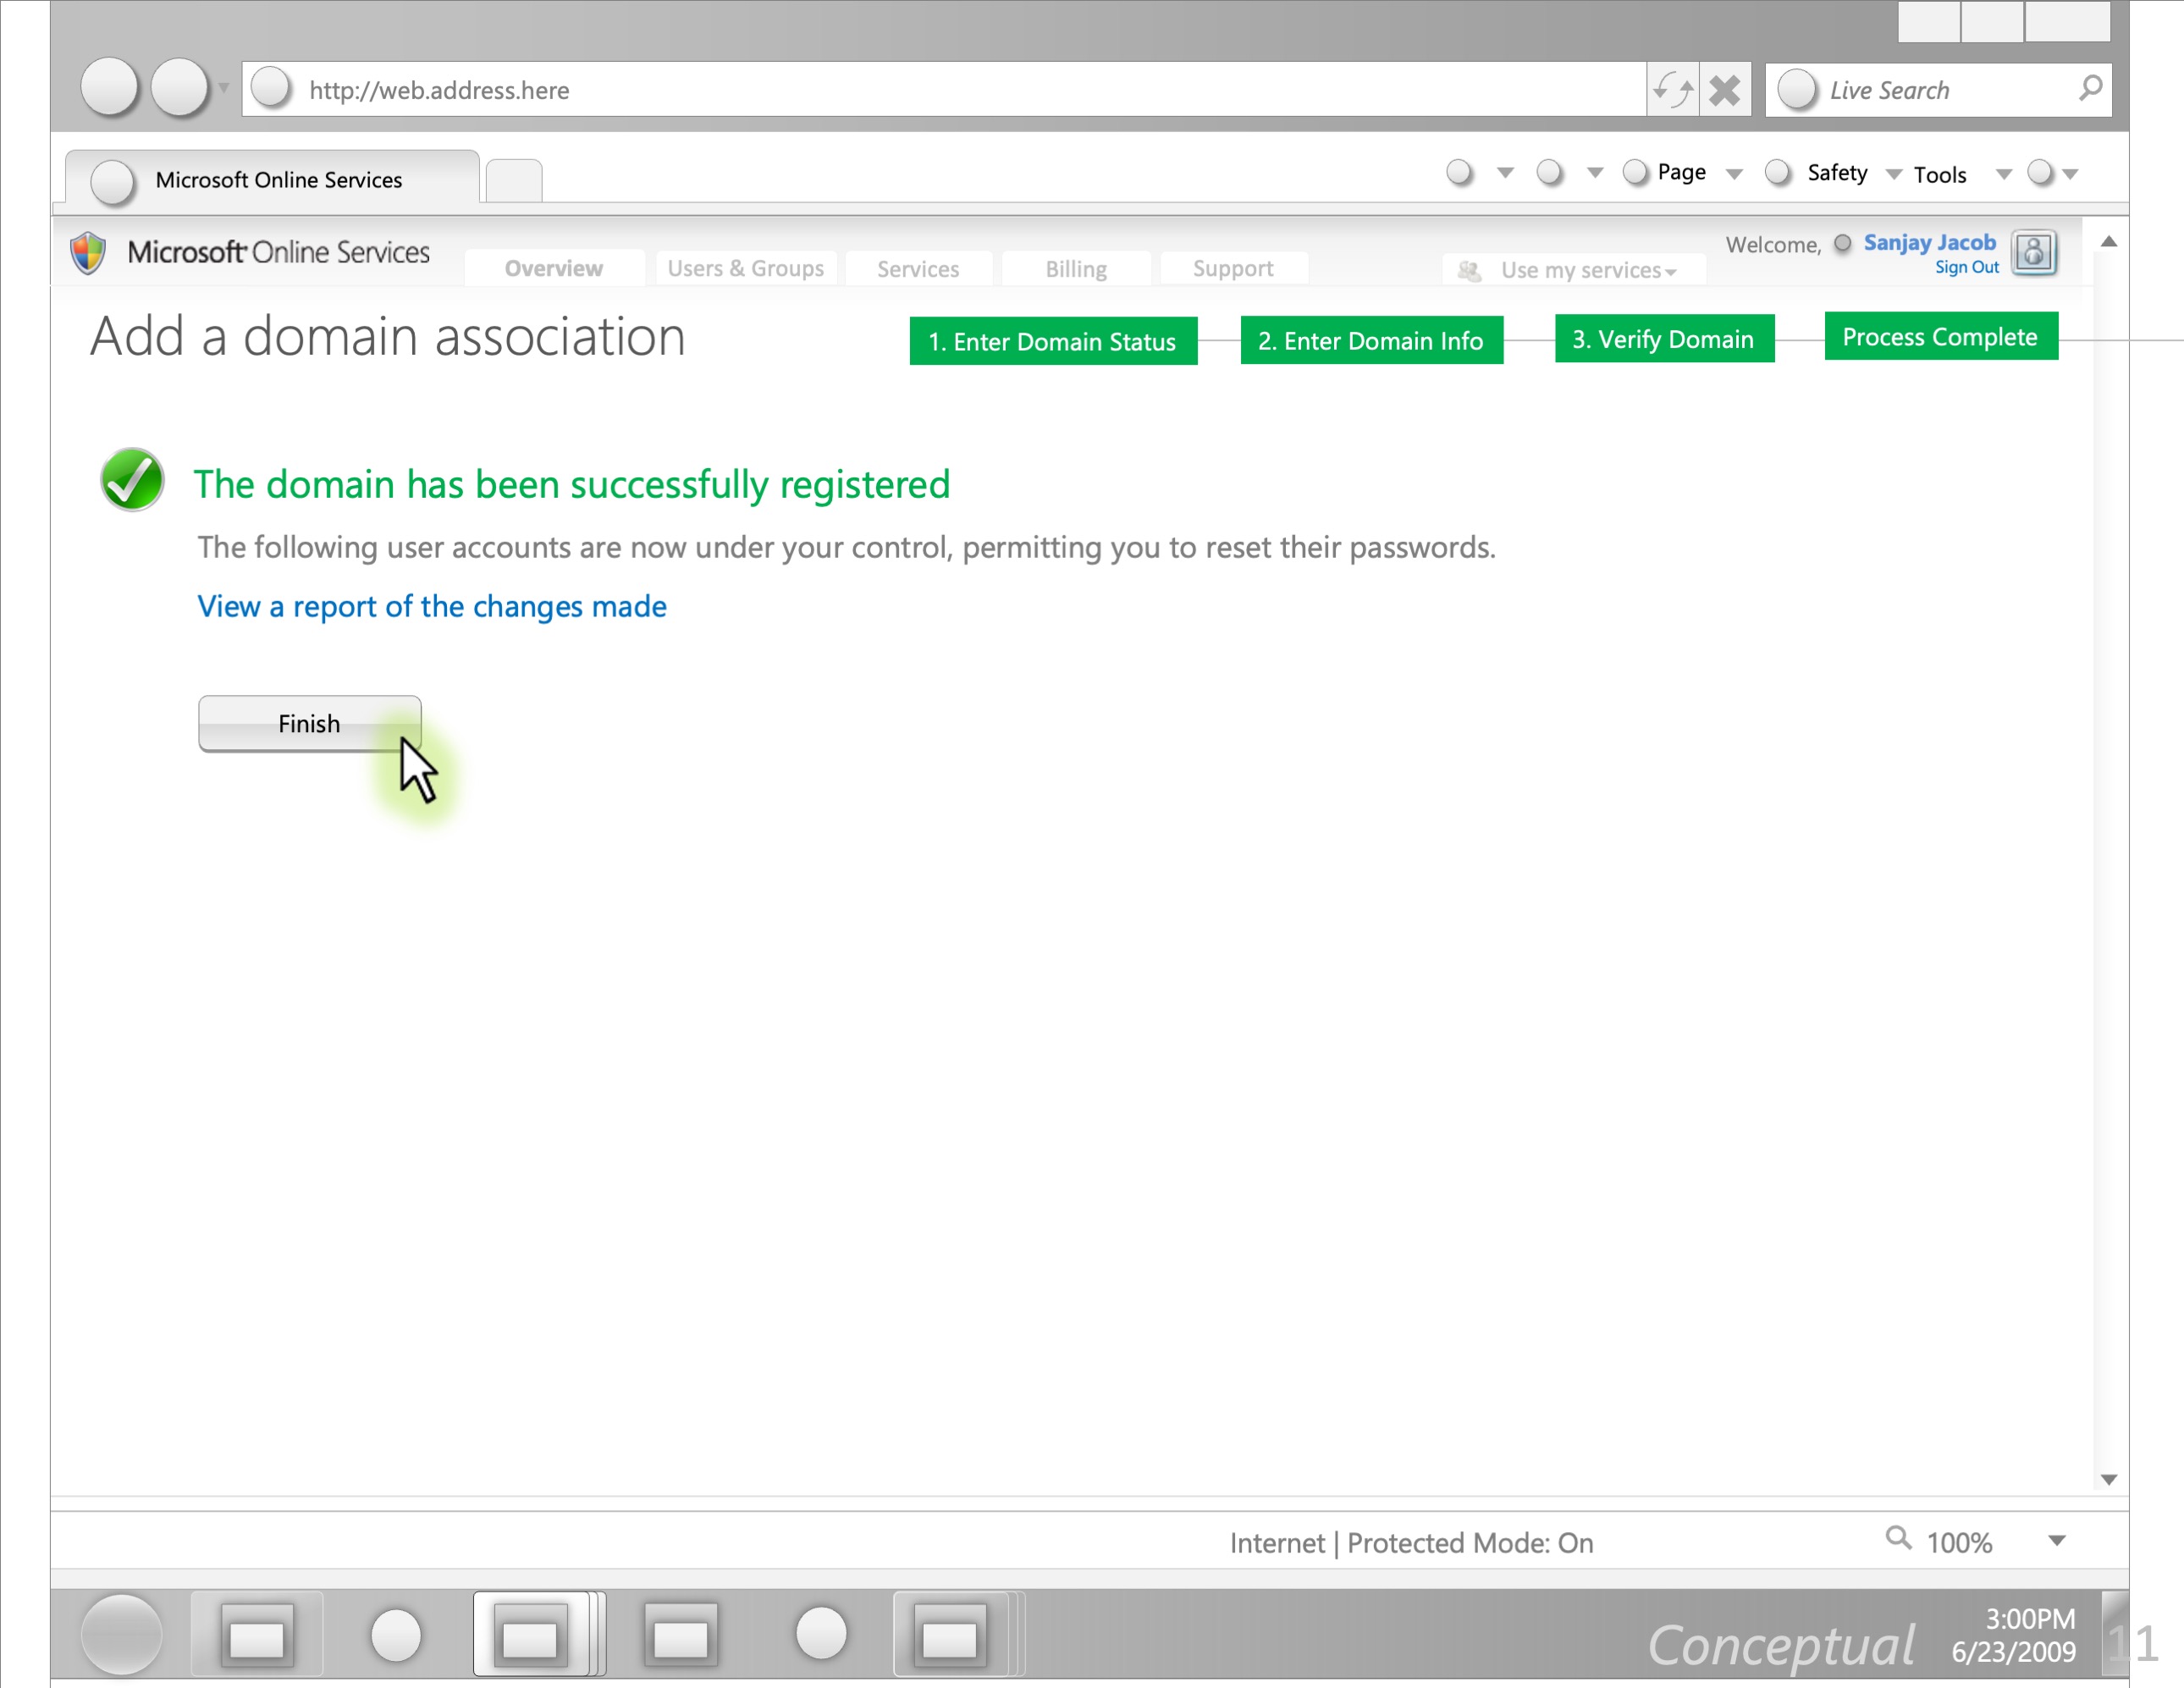 http://web.address.here
Live Search
Microsoft Online Services
Page
Safety
Tools
Microsoft Online Services
Overview
Users & Groups
Services
Billing
Support
Use my services
Welcome, Sanjay Jacob
Sign Out
Add a domain association
1. Enter Domain Status
2. Enter Domain Info
3. Verify Domain
Process Complete
The domain has been successfully registered
The following user accounts are now under your control, permitting you to reset their passwords.
View a report of the changes made
Finish
Internet | Protected Mode: On
100%
Conceptual
3:00PM
6/23/2009
11